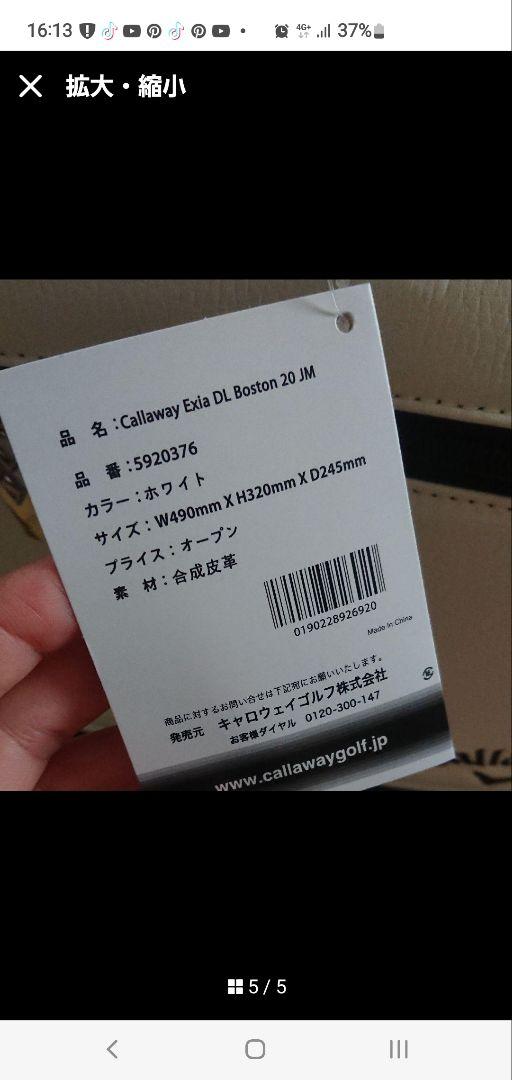 16:13
4G+
37%
拡大・縮小
品 名：Callaway Exia DL Boston 20 JM
品 番：5920376
カラー：ホワイト
サイズ：W490mm X H320mm X D245mm
プライス：オープン
素 材：合成皮革
0190228926920
Made In China
商品に対するお問い合せは下記宛にお願いいたします。
発売元 キャロウェイゴルフ株式会社
お客様ダイヤル 0120-300-147
www.callawaygolf.jp
5 / 5